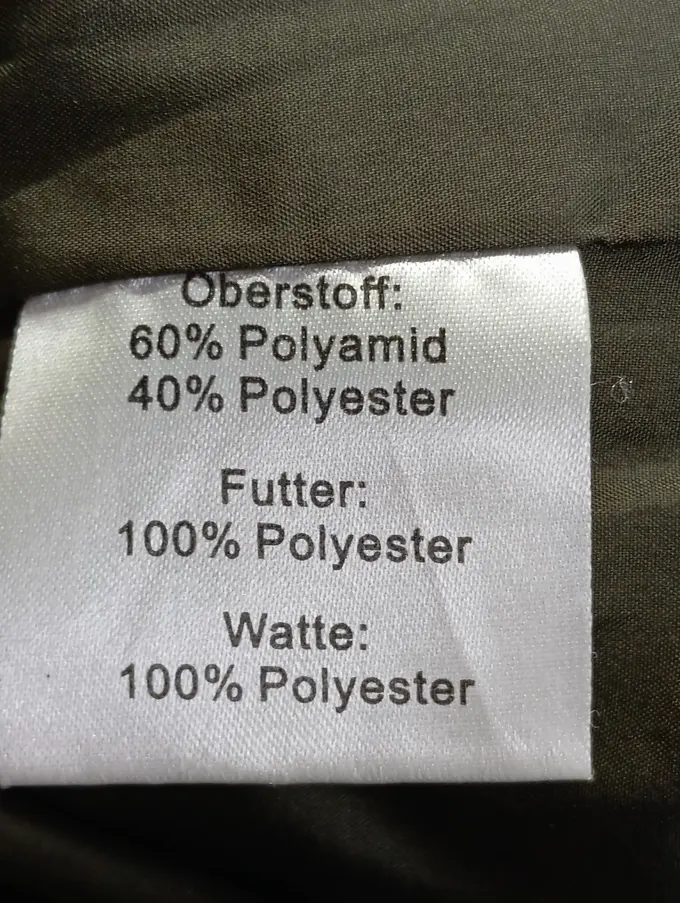 Oberstoff:
60% Polyamid
40% Polyester
Futter:
100% Polyester
Watte:
100% Polyester